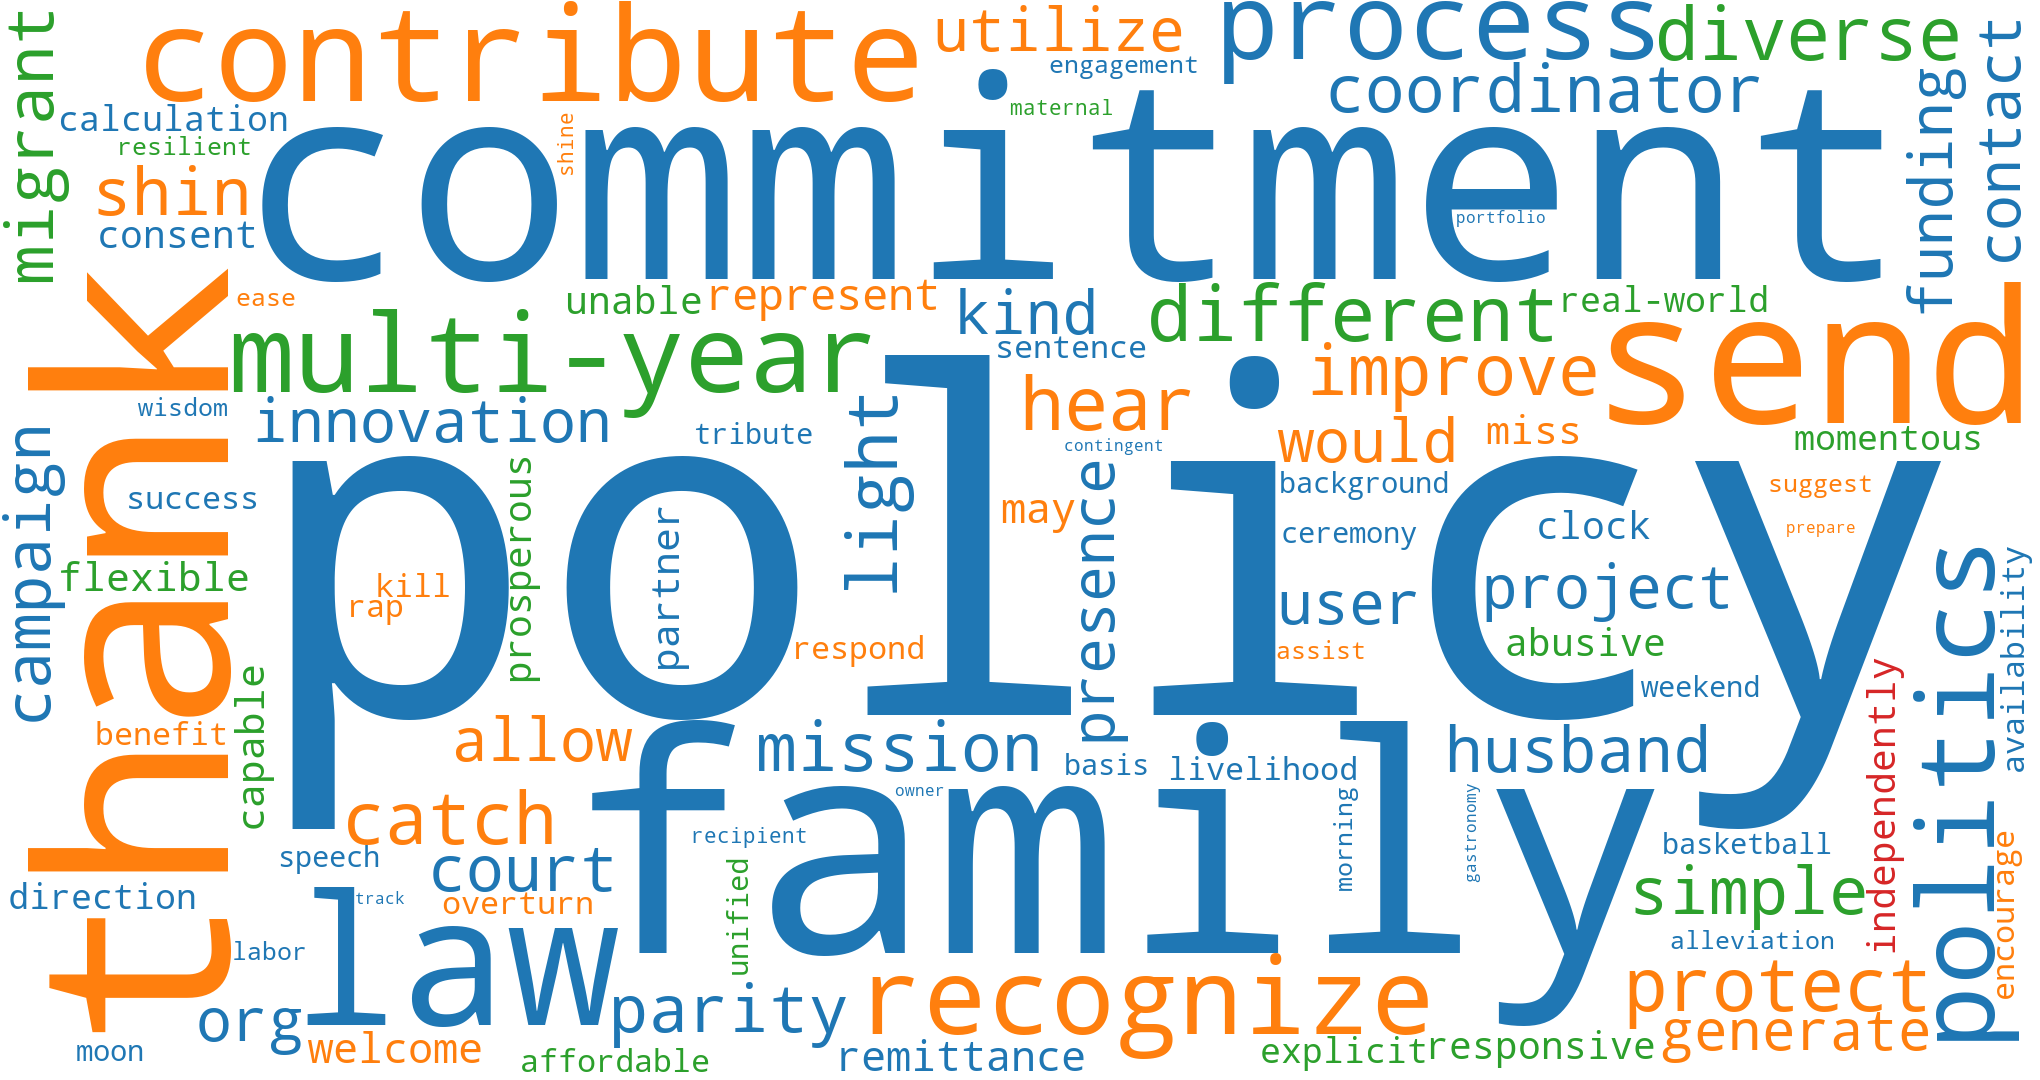 contribute
utilize
process
diverse
engagement
migrant
calculation
resilient
shin
consent
shine
maternal
coordinator
funding
contact
commitment
portfolio
thank
ease
unable
represent
kind
different
real-world
send
multi-year
sentence
improve
wisdom
innovation
tribute
light
hear
contingent
would
miss
momentous
campaign
success
prosperous
partner
may
presence
background
suggest
ceremony
clock
prepare
policy
flexible
kill
rap
user
project
respond
assist
abusive
weekend
politics
availability
independently
capable
benefit
allow
mission
basis
livelihood
husband
family
catch
owner
recipient
morning
gastronomy
basketball
encourage
speech
court
track
overturn
unified
simple
direction
law
labor
alleviation
org
parity
recognize
protect
generate
moon
welcome
affordable
remittance
explicit
responsive